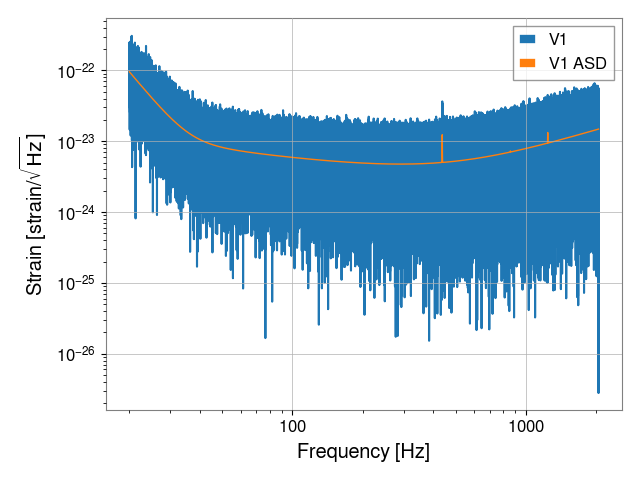 V1
V1 ASD
10⁻²²
10⁻²³
10⁻²⁴
10⁻²⁵
10⁻²⁶
Strain [strain/√Hz]
100
1000
Frequency [Hz]